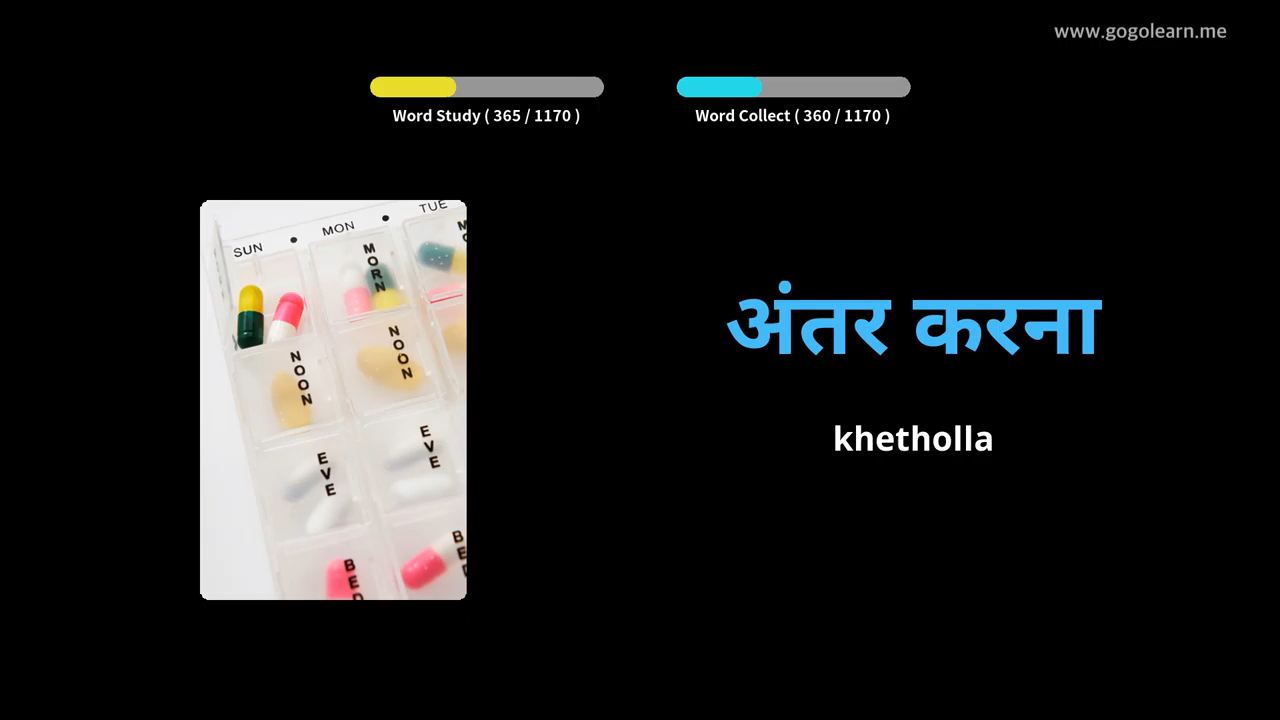 www.gogolearn.me
Word Study ( 365 / 1170 )
Word Collect ( 360 / 1170 )
SUN • MON • TUE
MORN
NOON
NOON
EVE
EVE
BED
अंतर करना
khetholla